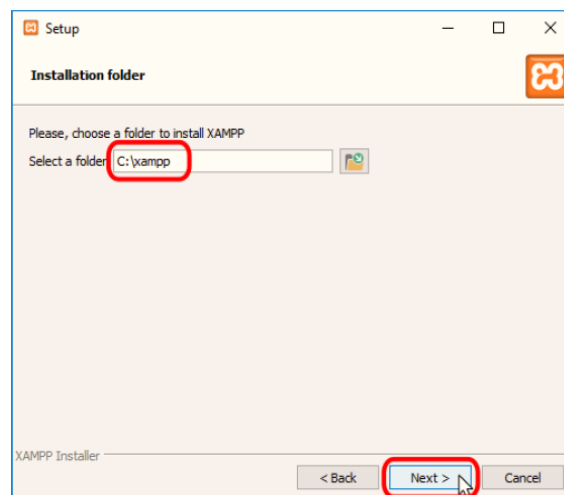 Setup
Installation folder
Please, choose a folder to install XAMPP
Select a folder C:\xampp
XAMPP Installer
< Back Next > Cancel